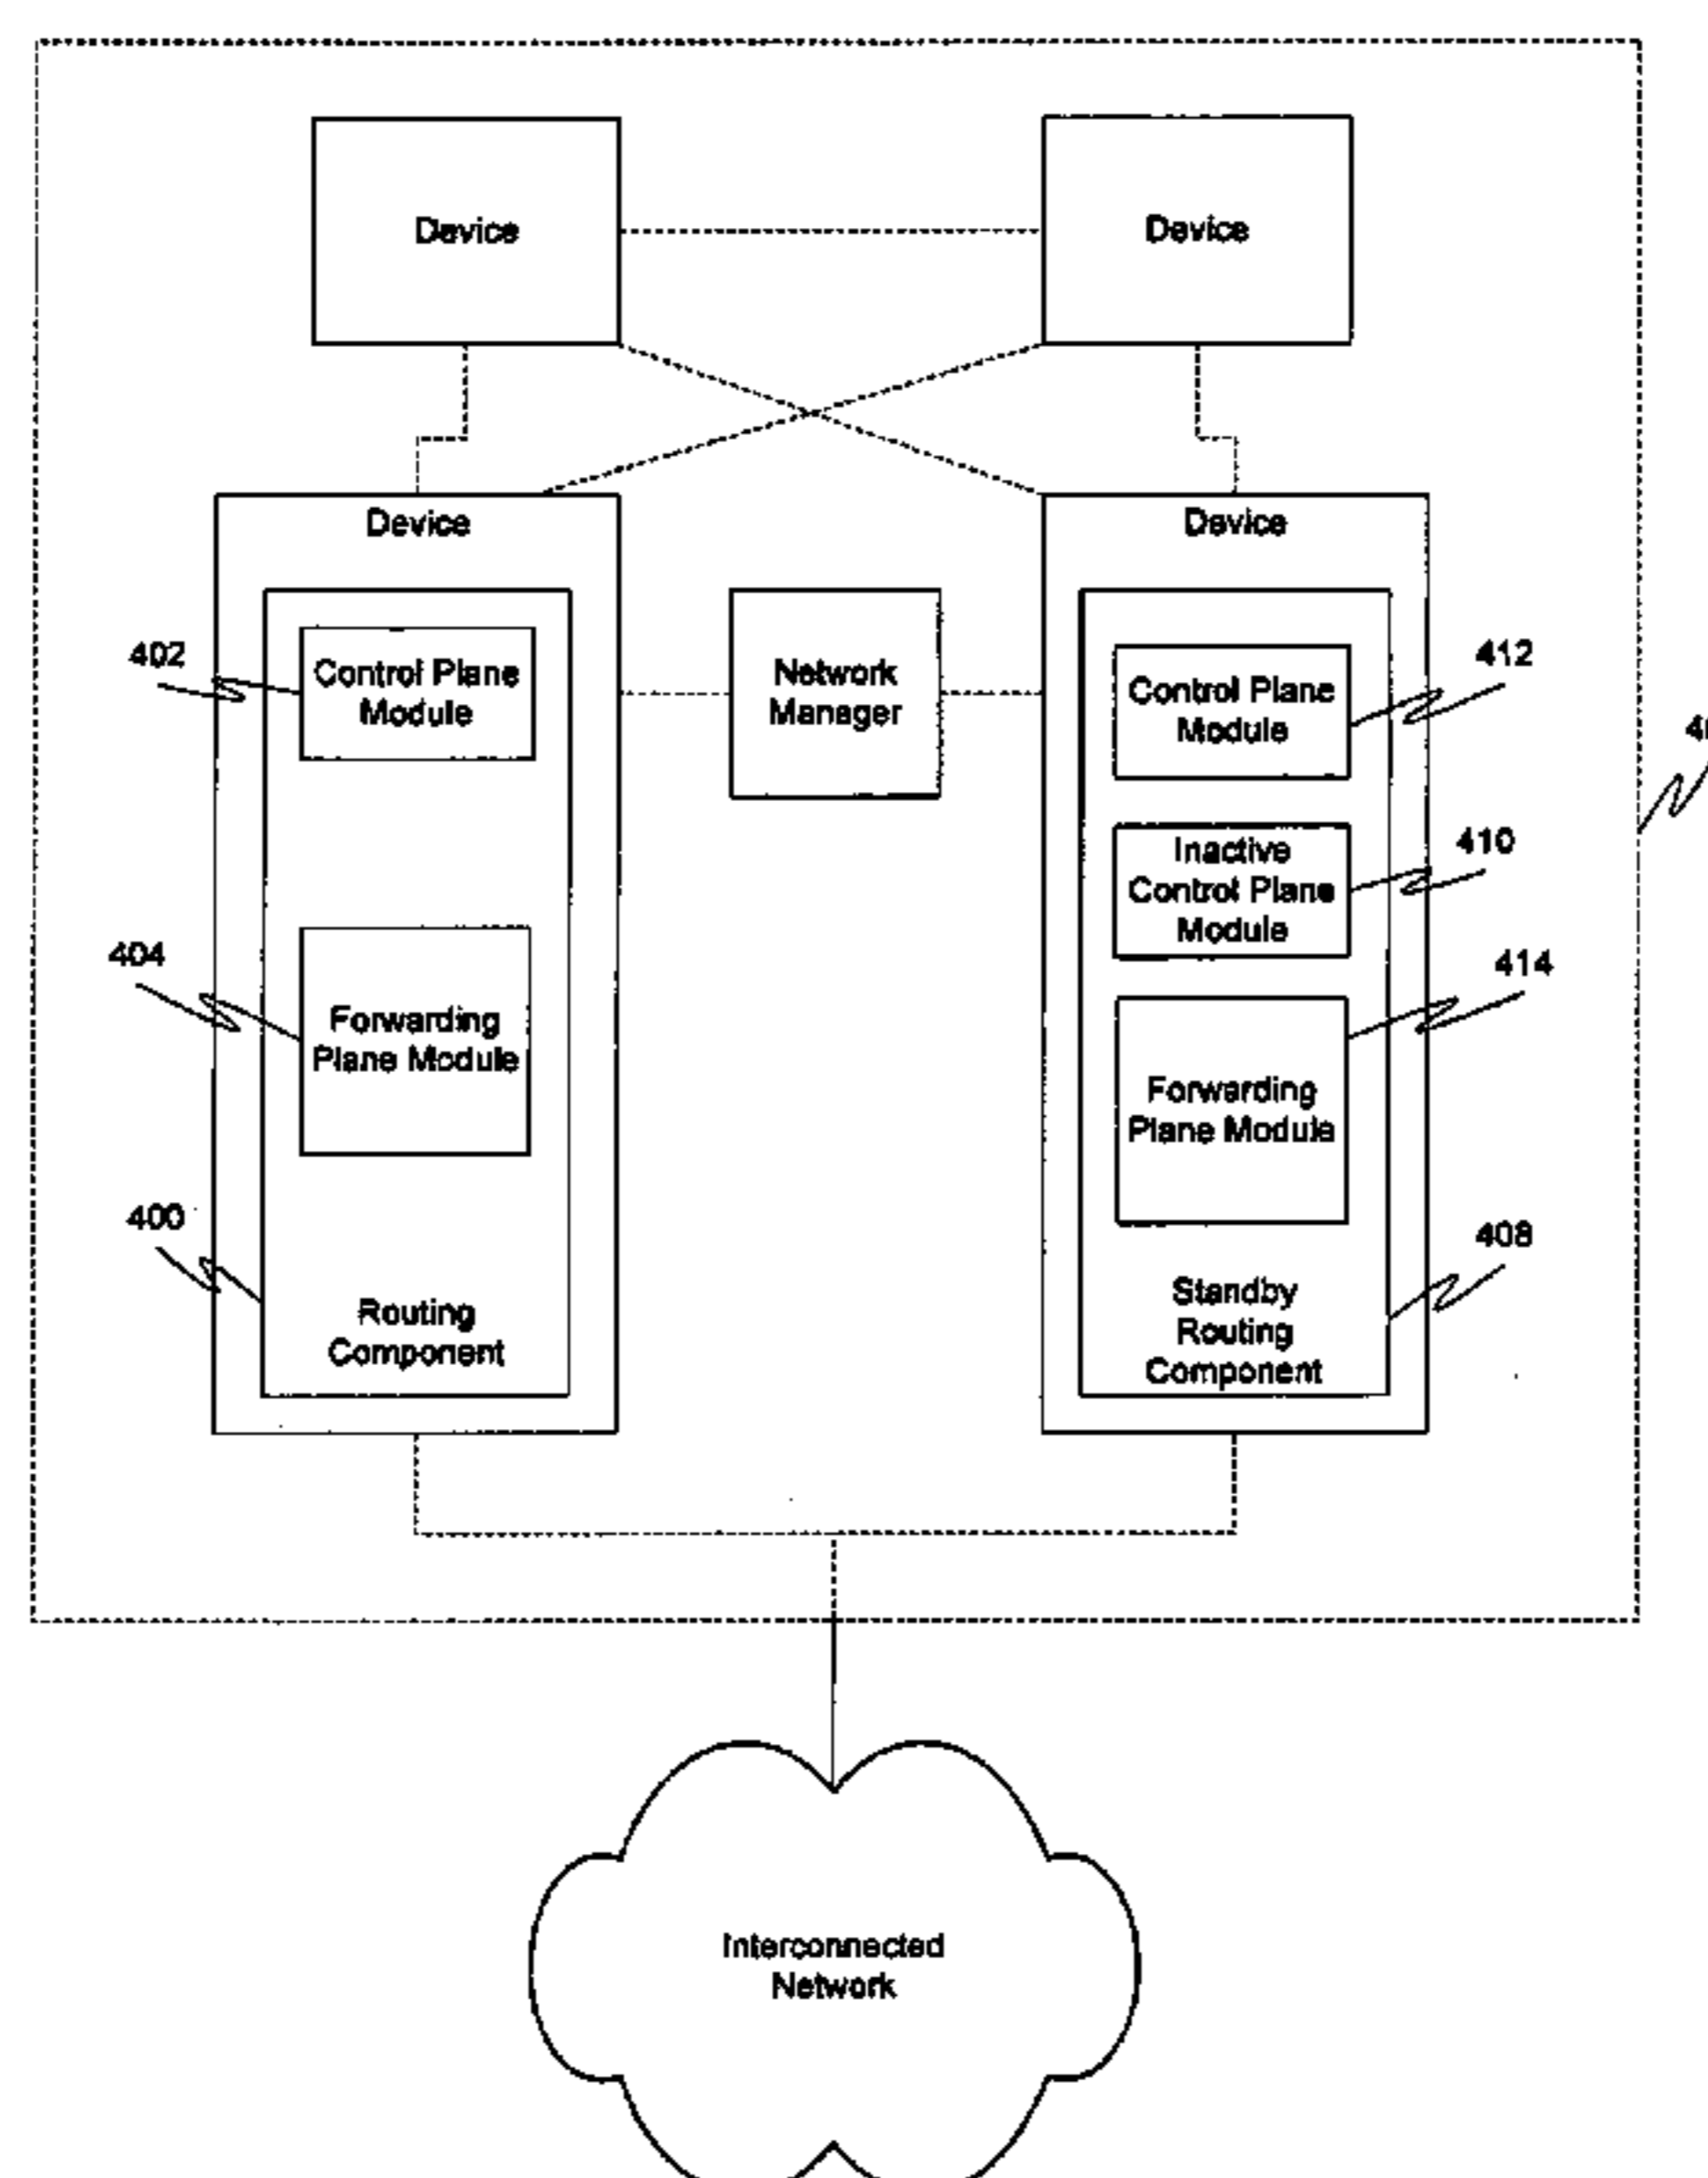 Device
Device
Device
Device
402
Control Plane
Module
Network
Manager
Control Plane
Module
412
Inactive
Control Plane
Module
410
404
Forwarding
Plane Module
414
Forwarding
Plane Module
400
Routing
Component
408
Standby
Routing
Component
Interconnected
Network